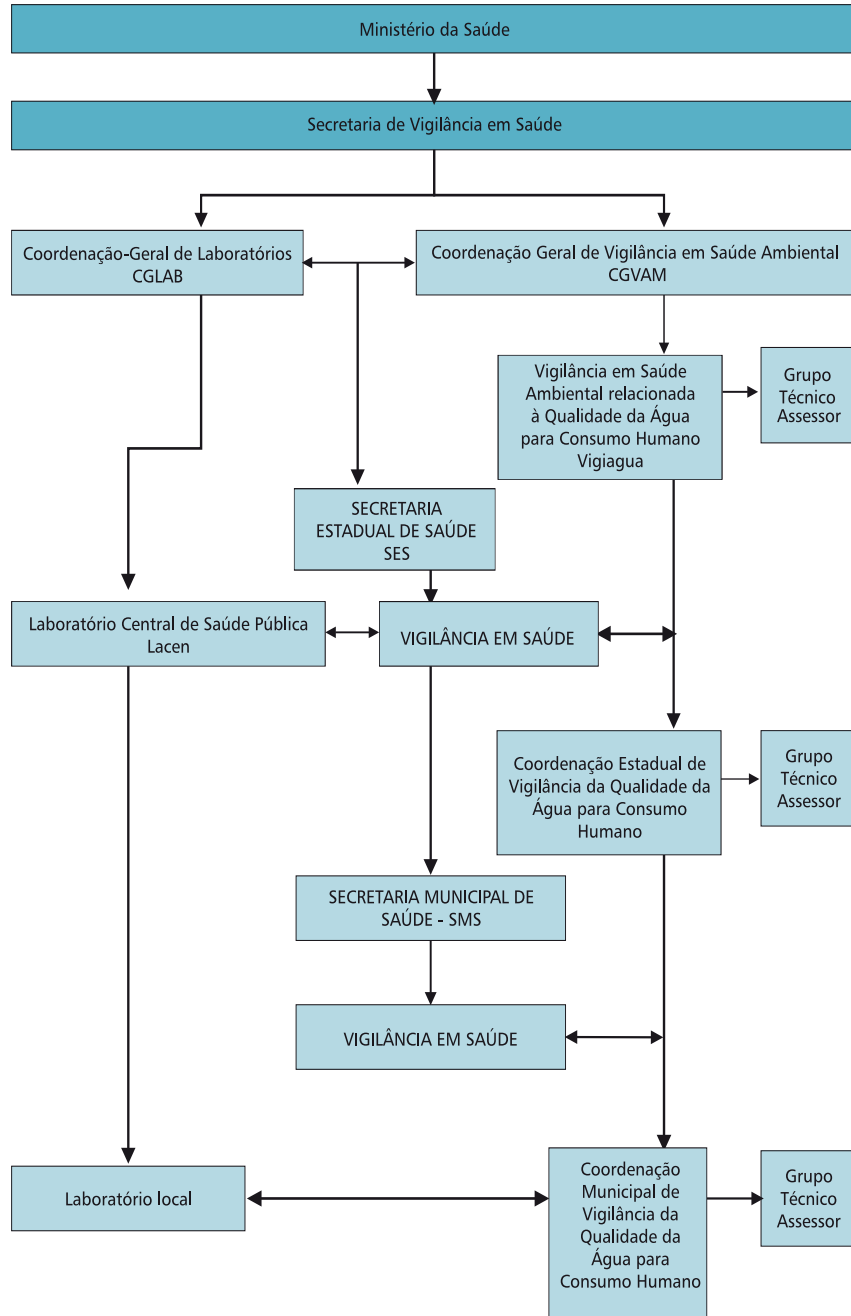 Ministério da Saúde
Secretaria de Vigilância em Saúde
Coordenação-Geral de Laboratórios
CGLAB
Coordenação Geral de Vigilância em Saúde Ambiental
CGVAM
Vigilância em Saúde
Ambiental relacionada
à Qualidade da Água
para Consumo Humano
Vigiagua
Grupo
Técnico
Assessor
SECRETARIA
ESTADUAL DE SAÚDE
SES
Laboratório Central de Saúde Pública
Lacen
VIGILÂNCIA EM SAÚDE
Coordenação Estadual de
Vigilância da Qualidade da
Água para Consumo
Humano
Grupo
Técnico
Assessor
SECRETARIA MUNICIPAL DE
SAÚDE - SMS
VIGILÂNCIA EM SAÚDE
Laboratório local
Coordenação
Municipal de
Vigilância da
Qualidade da
Água para
Consumo Humano
Grupo
Técnico
Assessor